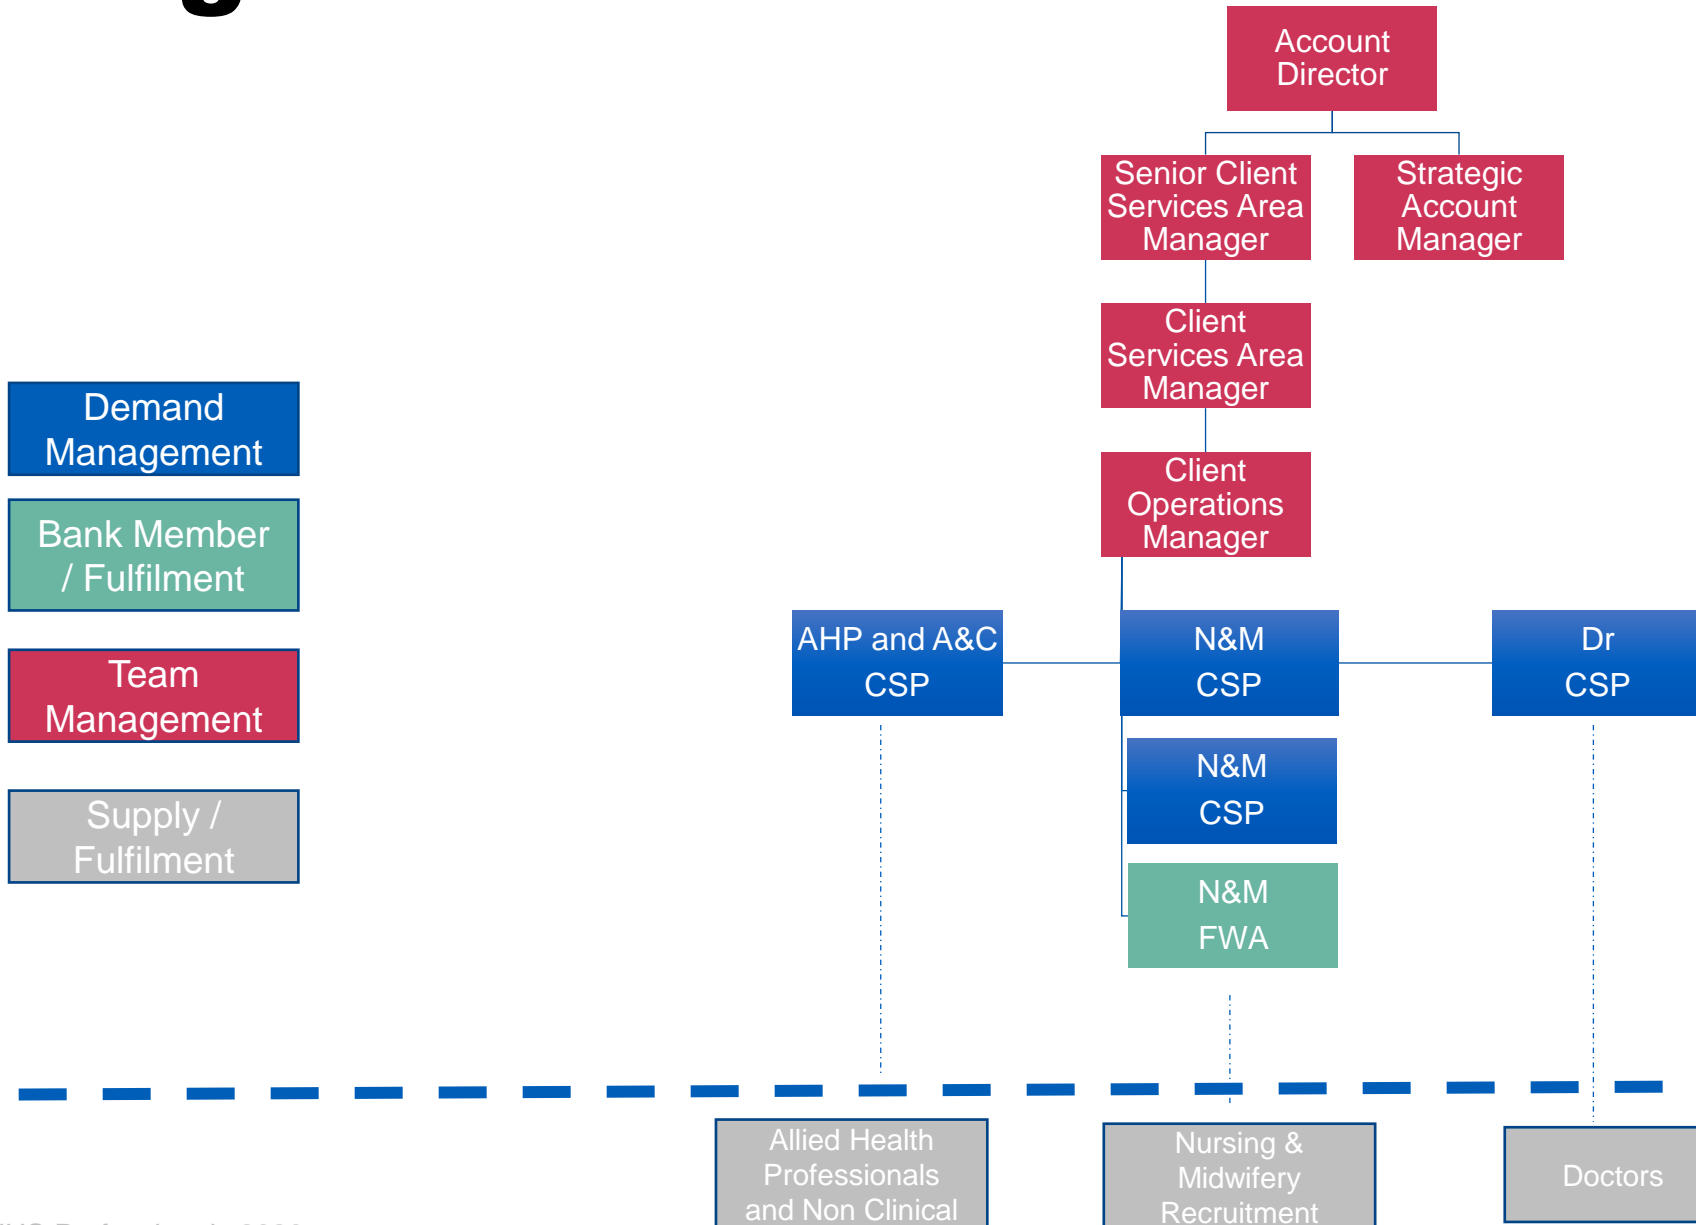 Account
Director
Senior Client
Services Area
Manager
Strategic
Account
Manager
Client
Services Area
Manager
Client
Operations
Manager
Demand
Management
Bank Member
/ Fulfilment
Team
Management
Supply /
Fulfilment
AHP and A&C
CSP
N&M
CSP
Dr
CSP
N&M
CSP
N&M
FWA
Allied Health
Professionals
and Non Clinical
Nursing &
Midwifery
Recruitment
Doctors